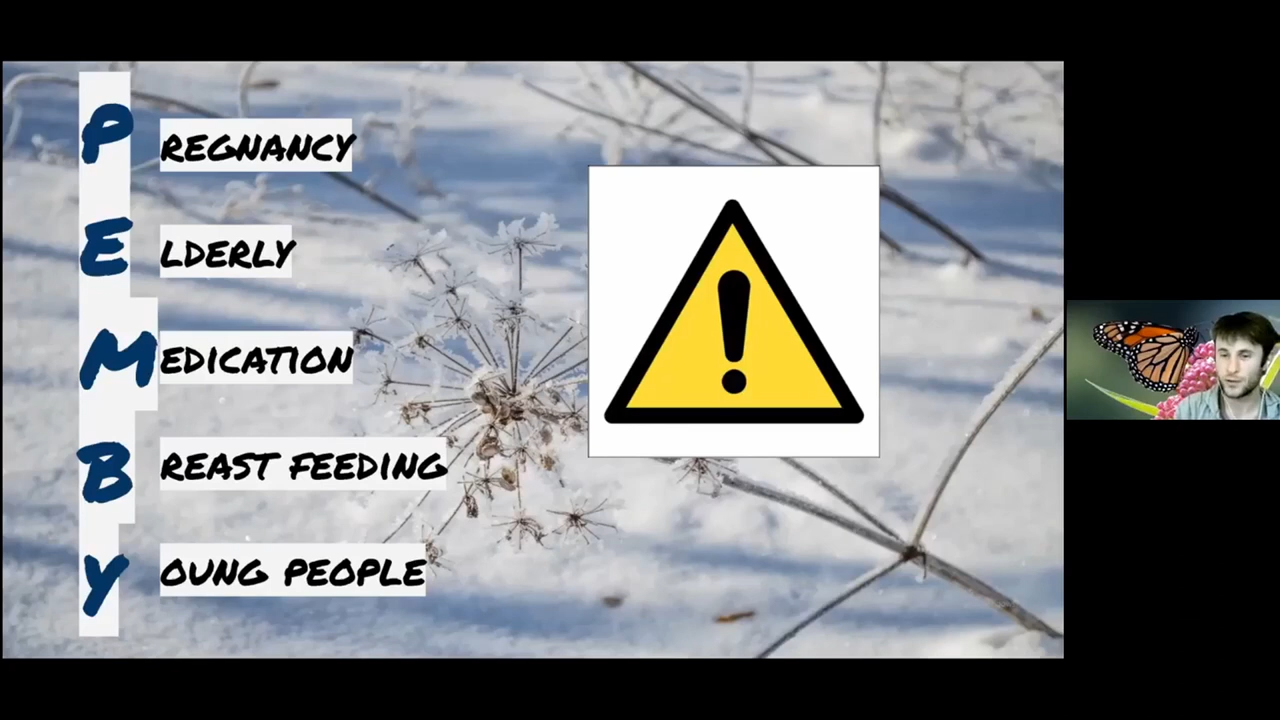 PREGNANCY
ELDERLY
MEDICATION
BREAST FEEDING
YOUNG PEOPLE